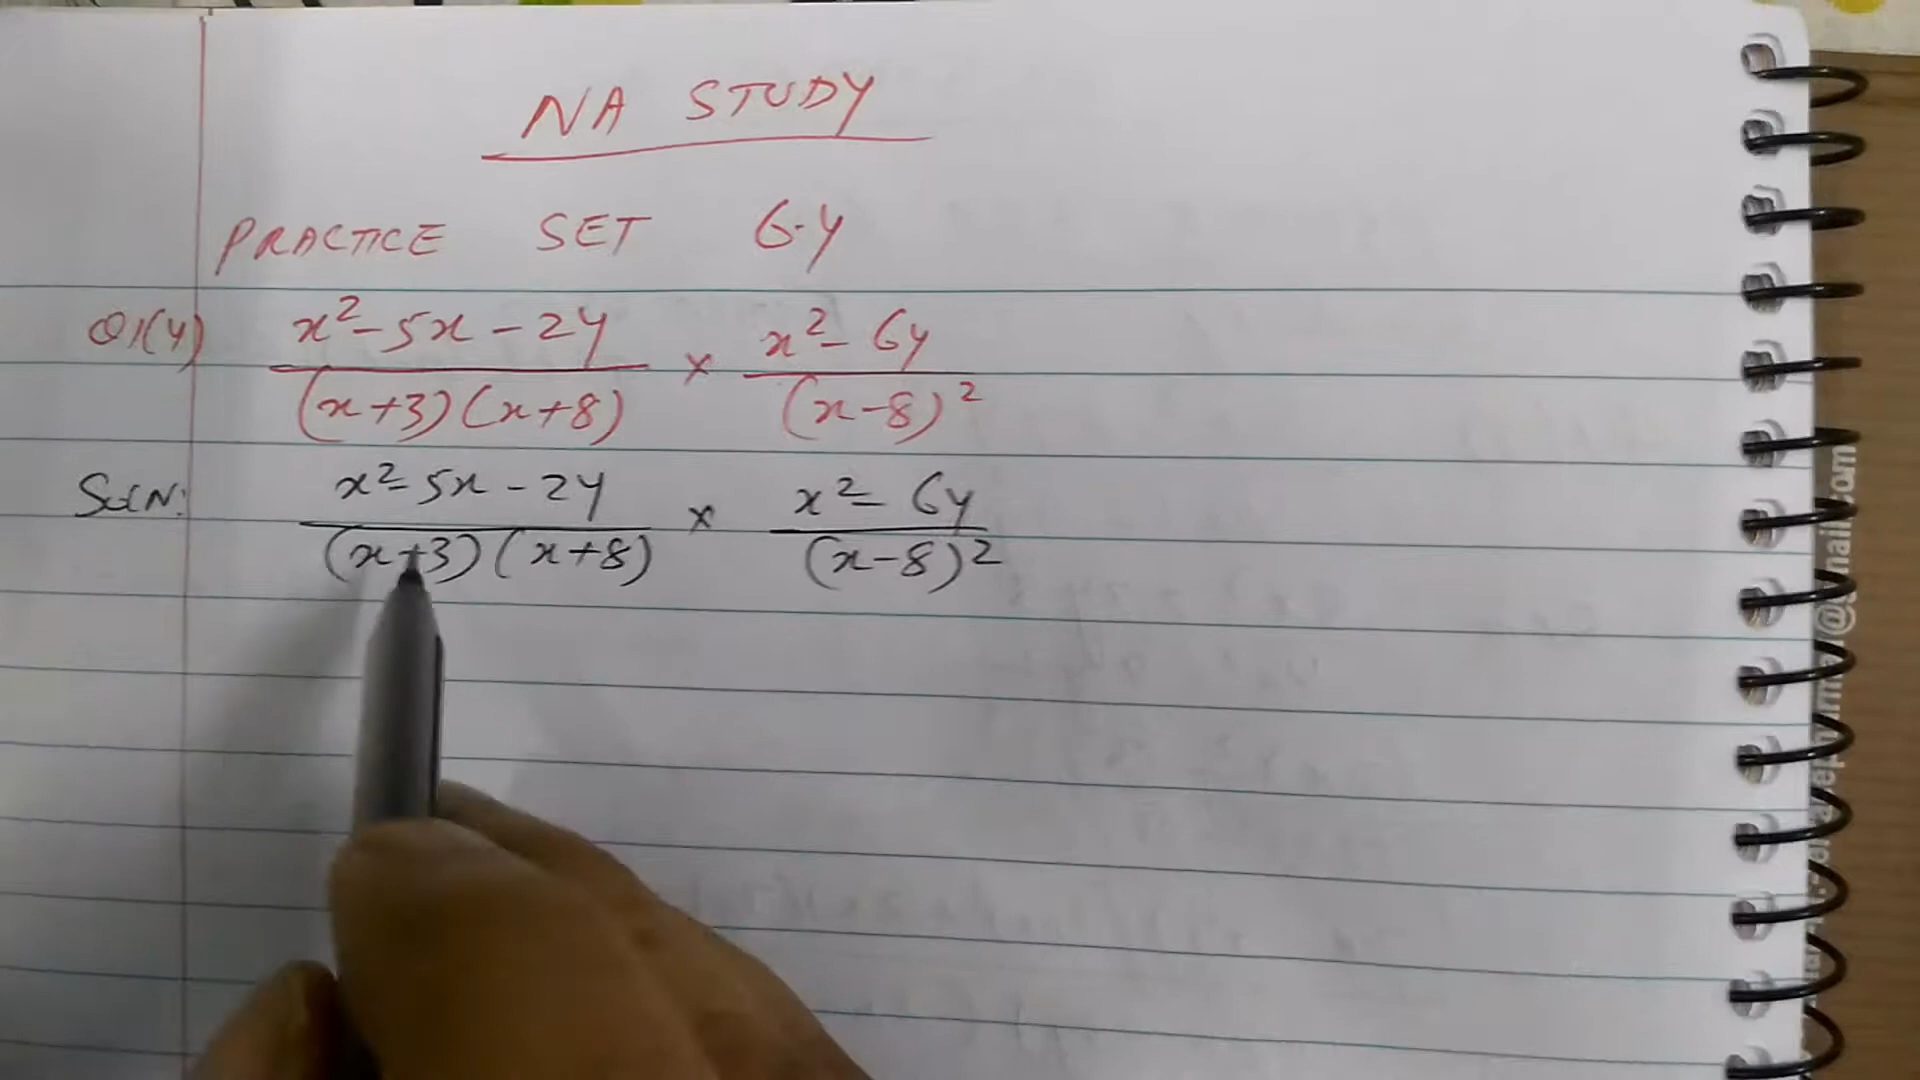 NA STUDY
PRACTICE SET 6.4
Q1(4) x²-5x-24 / (x+3)(x+8) × x²-64 / (x-8)²
SOLN: x²-5x-24 / (x+3)(x+8) × x²-64 / (x-8)²